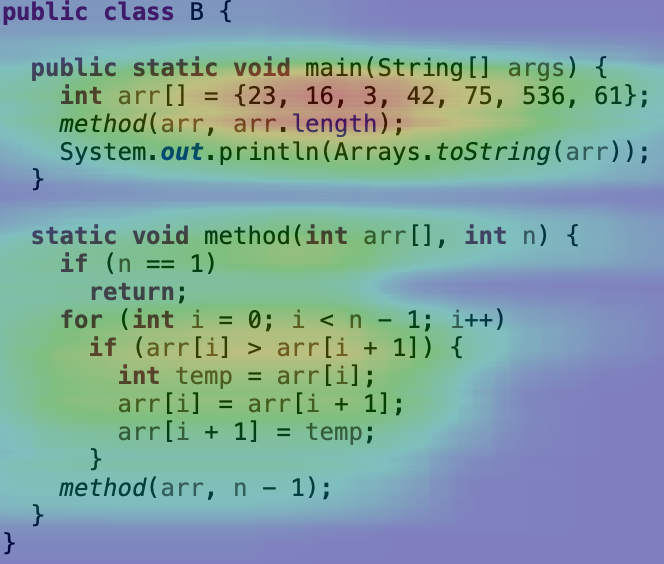 public class B {
public static void main(String[] args) {
int arr[] = {23, 16, 3, 42, 75, 536, 61};
method(arr, arr.length);
System.out.println(Arrays.toString(arr));
}
static void method(int arr[], int n) {
if (n == 1)
return;
for (int i = 0; i < n - 1; i++)
if (arr[i] > arr[i + 1]) {
int temp = arr[i];
arr[i] = arr[i + 1];
arr[i + 1] = temp;
}
method(arr, n - 1);
}
}